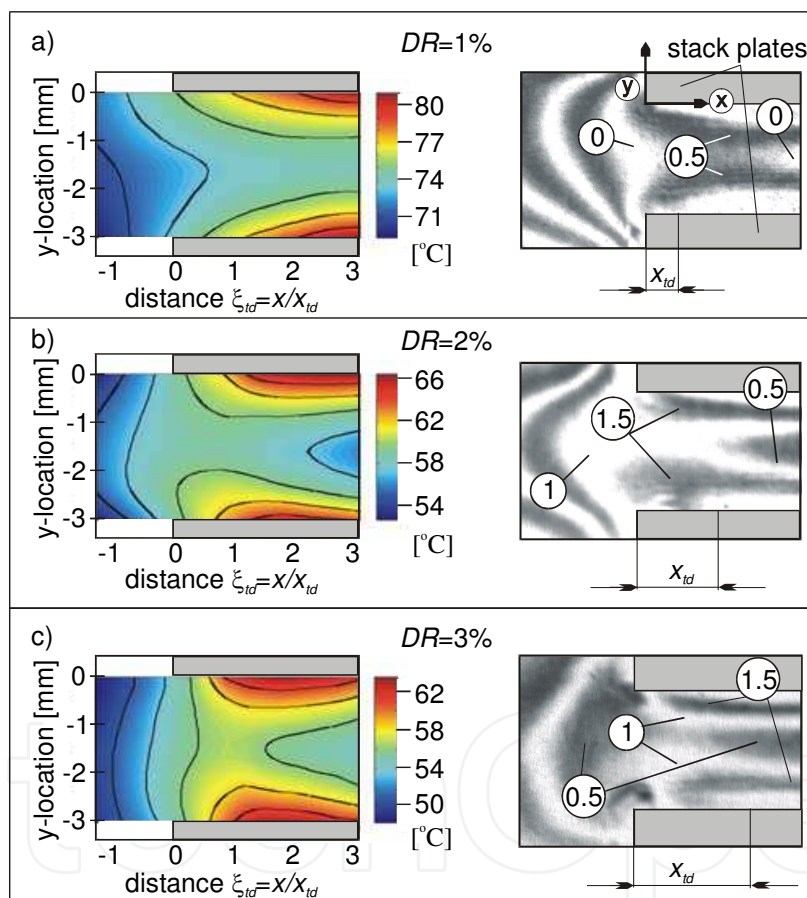 a)
DR=1%
stack plates
y-location [mm]
0
-1
-2
-3
-1 0 1 2 3
distance ξtd=x/xtd
80
77
74
71
[°C]
y
x
0
0.5
0
xtd
b)
DR=2%
y-location [mm]
0
-1
-2
-3
-1 0 1 2 3
distance ξtd=x/xtd
66
62
58
54
[°C]
0.5
1.5
1
xtd
c)
DR=3%
y-location [mm]
0
-1
-2
-3
-1 0 1 2 3
distance ξtd=x/xtd
62
58
54
50
[°C]
1.5
1
0.5
xtd